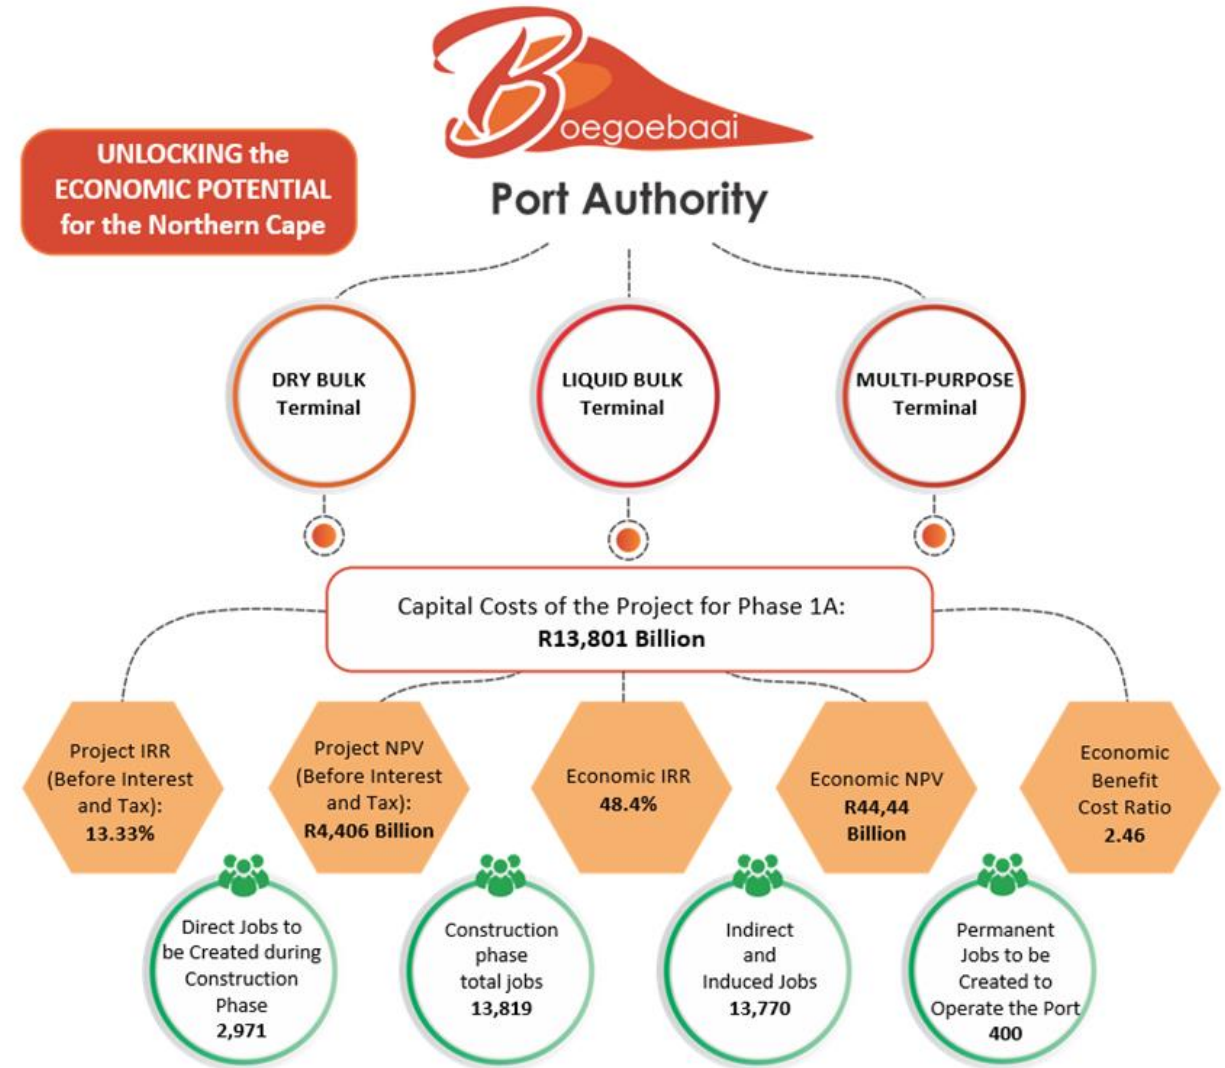 Boegoebaai
Port Authority
UNLOCKING the
ECONOMIC POTENTIAL
for the Northern Cape
DRY BULK
Terminal
LIQUID BULK
Terminal
MULTI-PURPOSE
Terminal
Capital Costs of the Project for Phase 1A:
R13,801 Billion
Project IRR
(Before Interest
and Tax):
13.33%
Project NPV
(Before Interest
and Tax):
R4,406 Billion
Economic IRR
48.4%
Economic NPV
R44,44
Billion
Economic
Benefit
Cost Ratio
2.46
Direct Jobs to
be Created during
Construction
Phase
2,971
Construction
phase
total jobs
13,819
Indirect
and
Induced Jobs
13,770
Permanent
Jobs to be
Created to
Operate the Port
400